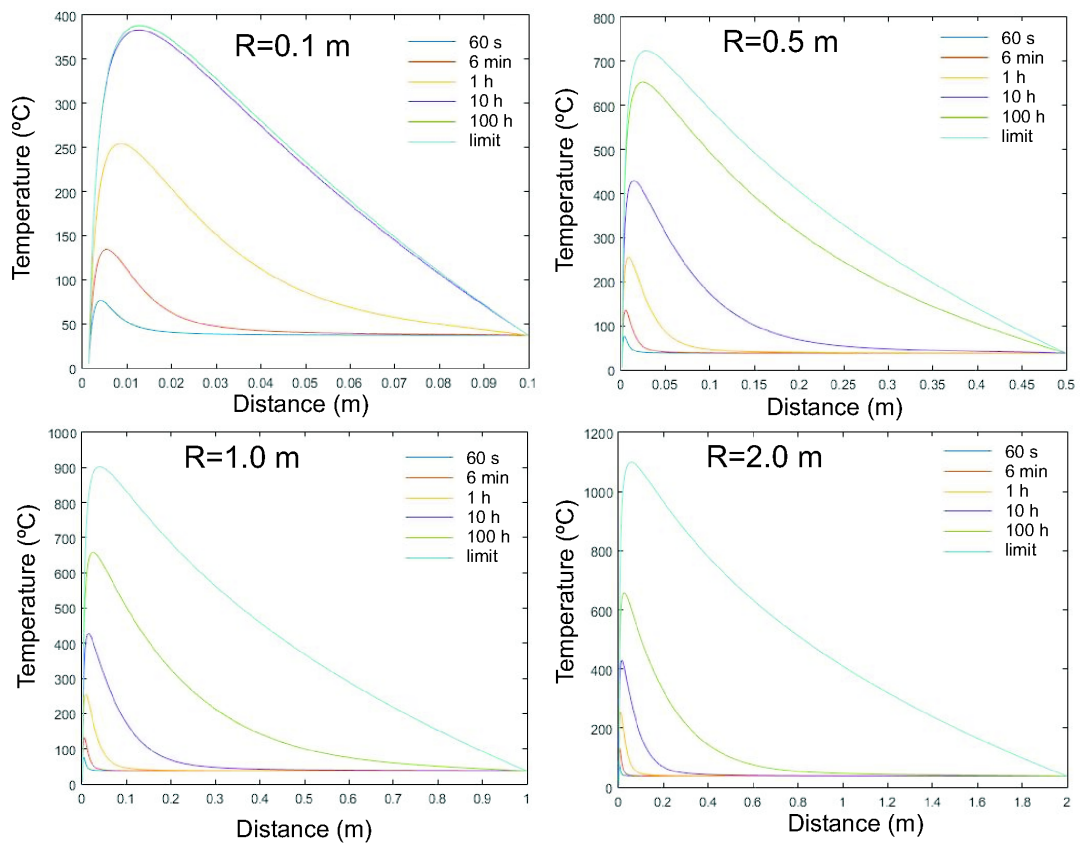 R=0.1 m
Temperature (ºC)
400
350
300
250
200
150
100
50
0
60 s
6 min
1 h
10 h
100 h
limit
0
0.01
0.02
0.03
0.04
0.05
0.06
0.07
0.08
0.09
0.1
Distance (m)
R=0.5 m
Temperature (ºC)
800
700
600
500
400
300
200
100
0
60 s
6 min
1 h
10 h
100 h
limit
0
0.05
0.1
0.15
0.2
0.25
0.3
0.35
0.4
0.45
0.5
Distance (m)
R=1.0 m
Temperature (ºC)
1000
900
800
700
600
500
400
300
200
100
0
60 s
6 min
1 h
10 h
100 h
limit
0
0.1
0.2
0.3
0.4
0.5
0.6
0.7
0.8
0.9
1
Distance (m)
R=2.0 m
Temperature (ºC)
1200
1000
800
600
400
200
0
60 s
6 min
1 h
10 h
100 h
limit
0
0.2
0.4
0.6
0.8
1
1.2
1.4
1.6
1.8
2
Distance (m)